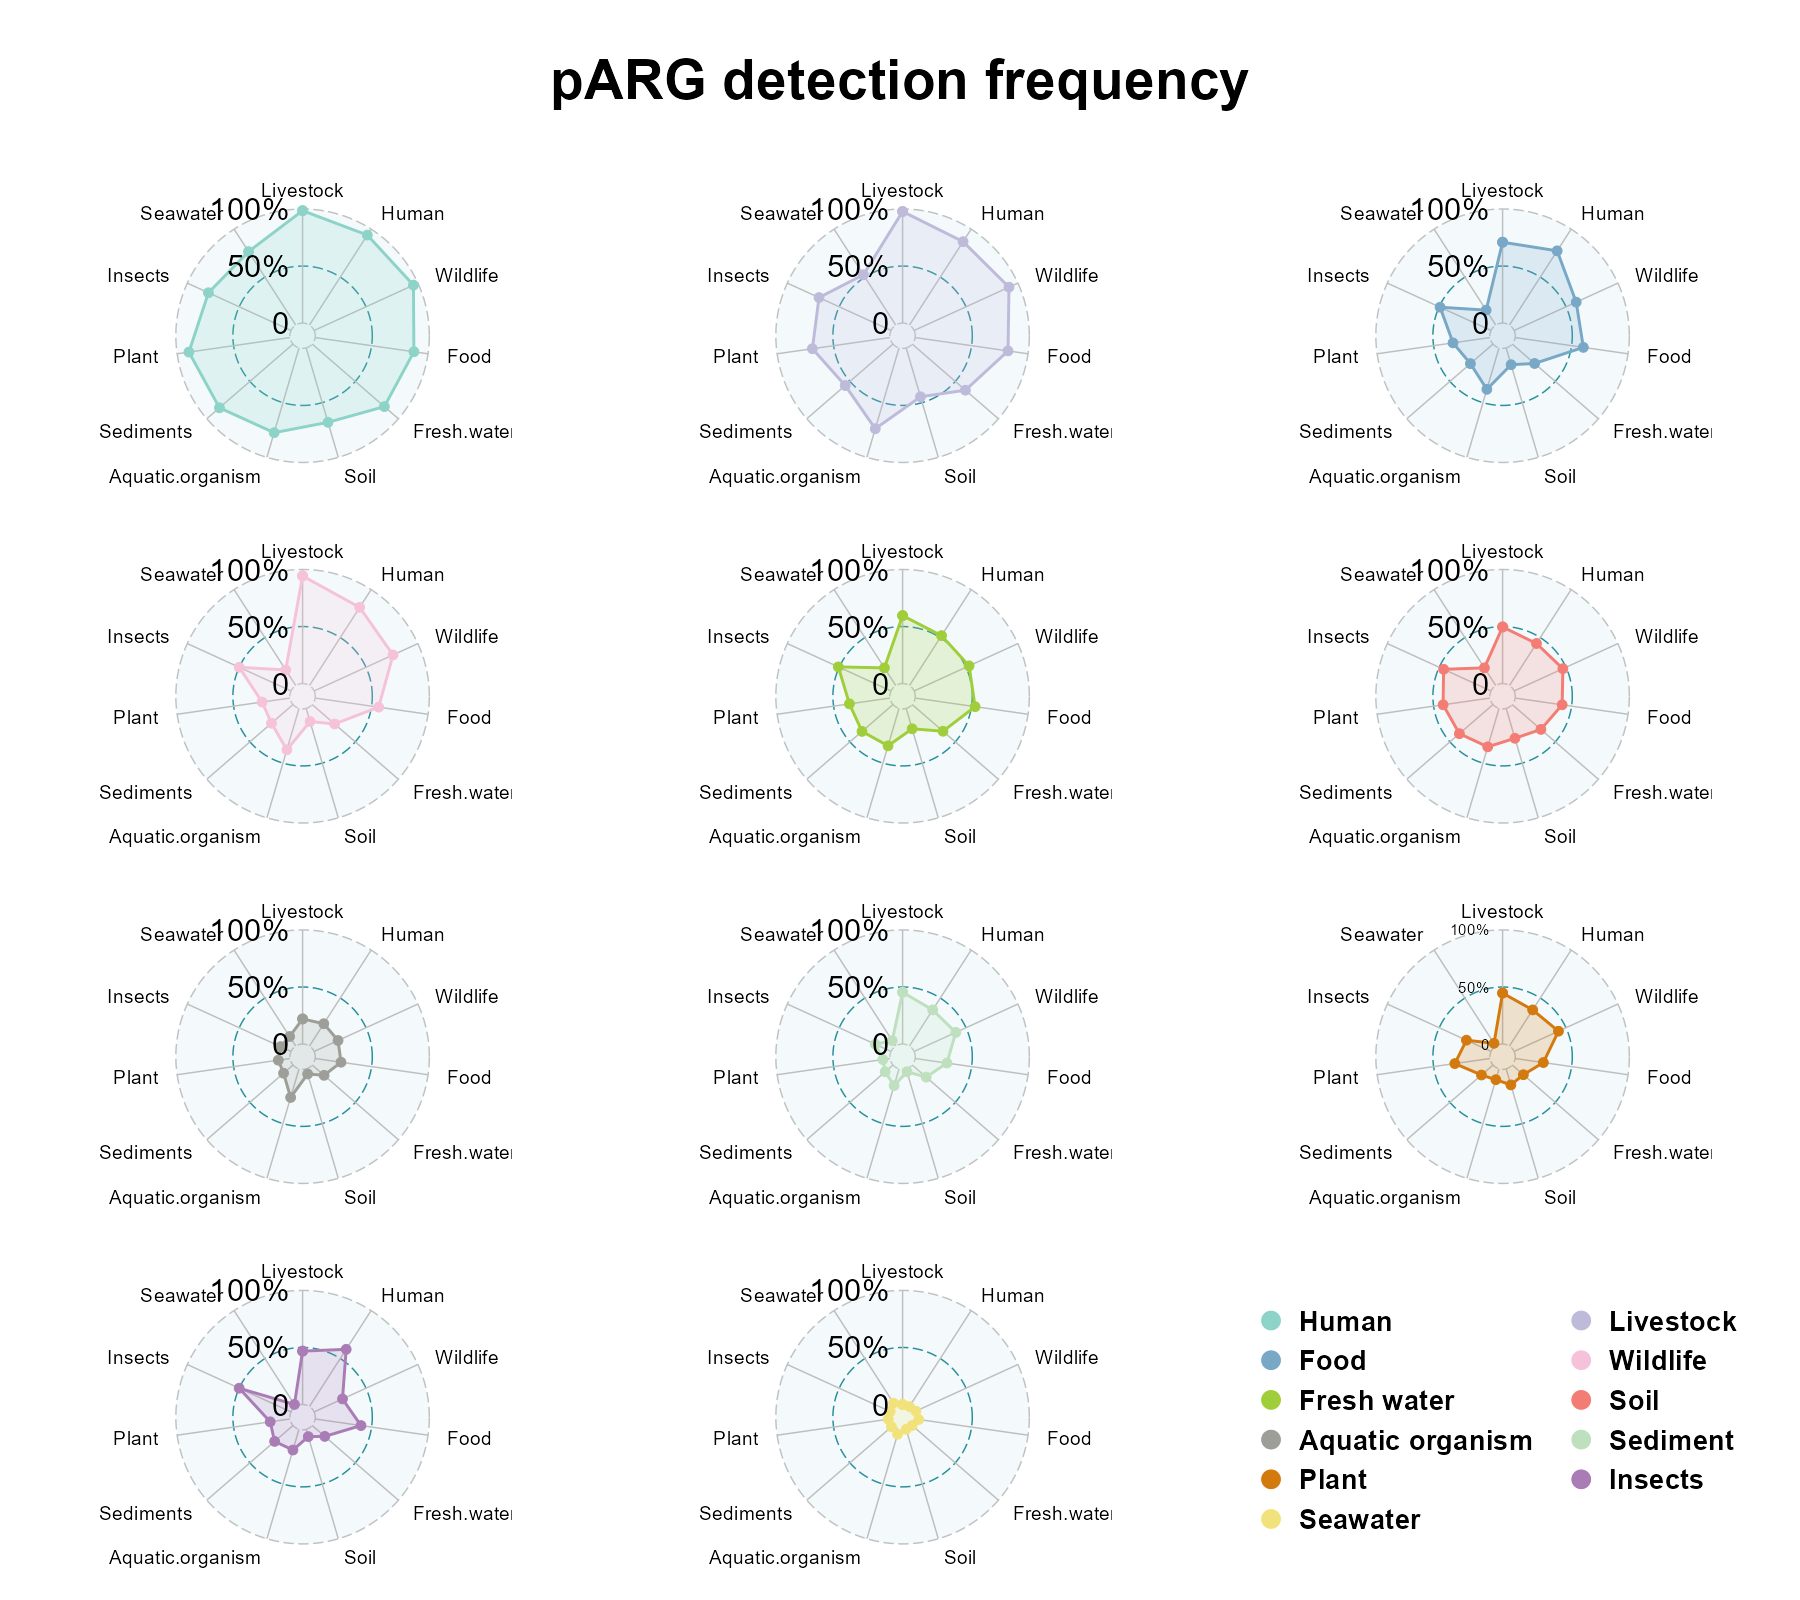 pARG detection frequency
Livestock
Seawater 100% Human
Insects 50% Wildlife
0
Plant Food
Sediments Fresh.water
Aquatic.organism Soil
Livestock
Seawater 100% Human
Insects 50% Wildlife
0
Plant Food
Sediments Fresh.water
Aquatic.organism Soil
Livestock
Seawater 100% Human
Insects 50% Wildlife
0
Plant Food
Sediments Fresh.water
Aquatic.organism Soil
Livestock
Seawater 100% Human
Insects 50% Wildlife
0
Plant Food
Sediments Fresh.water
Aquatic.organism Soil
Livestock
Seawater 100% Human
Insects 50% Wildlife
0
Plant Food
Sediments Fresh.water
Aquatic.organism Soil
Livestock
Seawater 100% Human
Insects 50% Wildlife
0
Plant Food
Sediments Fresh.water
Aquatic.organism Soil
Livestock
Seawater 100% Human
Insects 50% Wildlife
0
Plant Food
Sediments Fresh.water
Aquatic.organism Soil
Livestock
Seawater 100% Human
Insects 50% Wildlife
0
Plant Food
Sediments Fresh.water
Aquatic.organism Soil
Livestock
Seawater 100% Human
Insects 50% Wildlife
0
Plant Food
Sediments Fresh.water
Aquatic.organism Soil
Livestock
Seawater 100% Human
Insects 50% Wildlife
0
Plant Food
Sediments Fresh.water
Aquatic.organism Soil
Livestock
Seawater 100% Human
Insects 50% Wildlife
0
Plant Food
Sediments Fresh.water
Aquatic.organism Soil
Human Livestock
Food Wildlife
Fresh water Soil
Aquatic organism Sediment
Plant Insects
Seawater